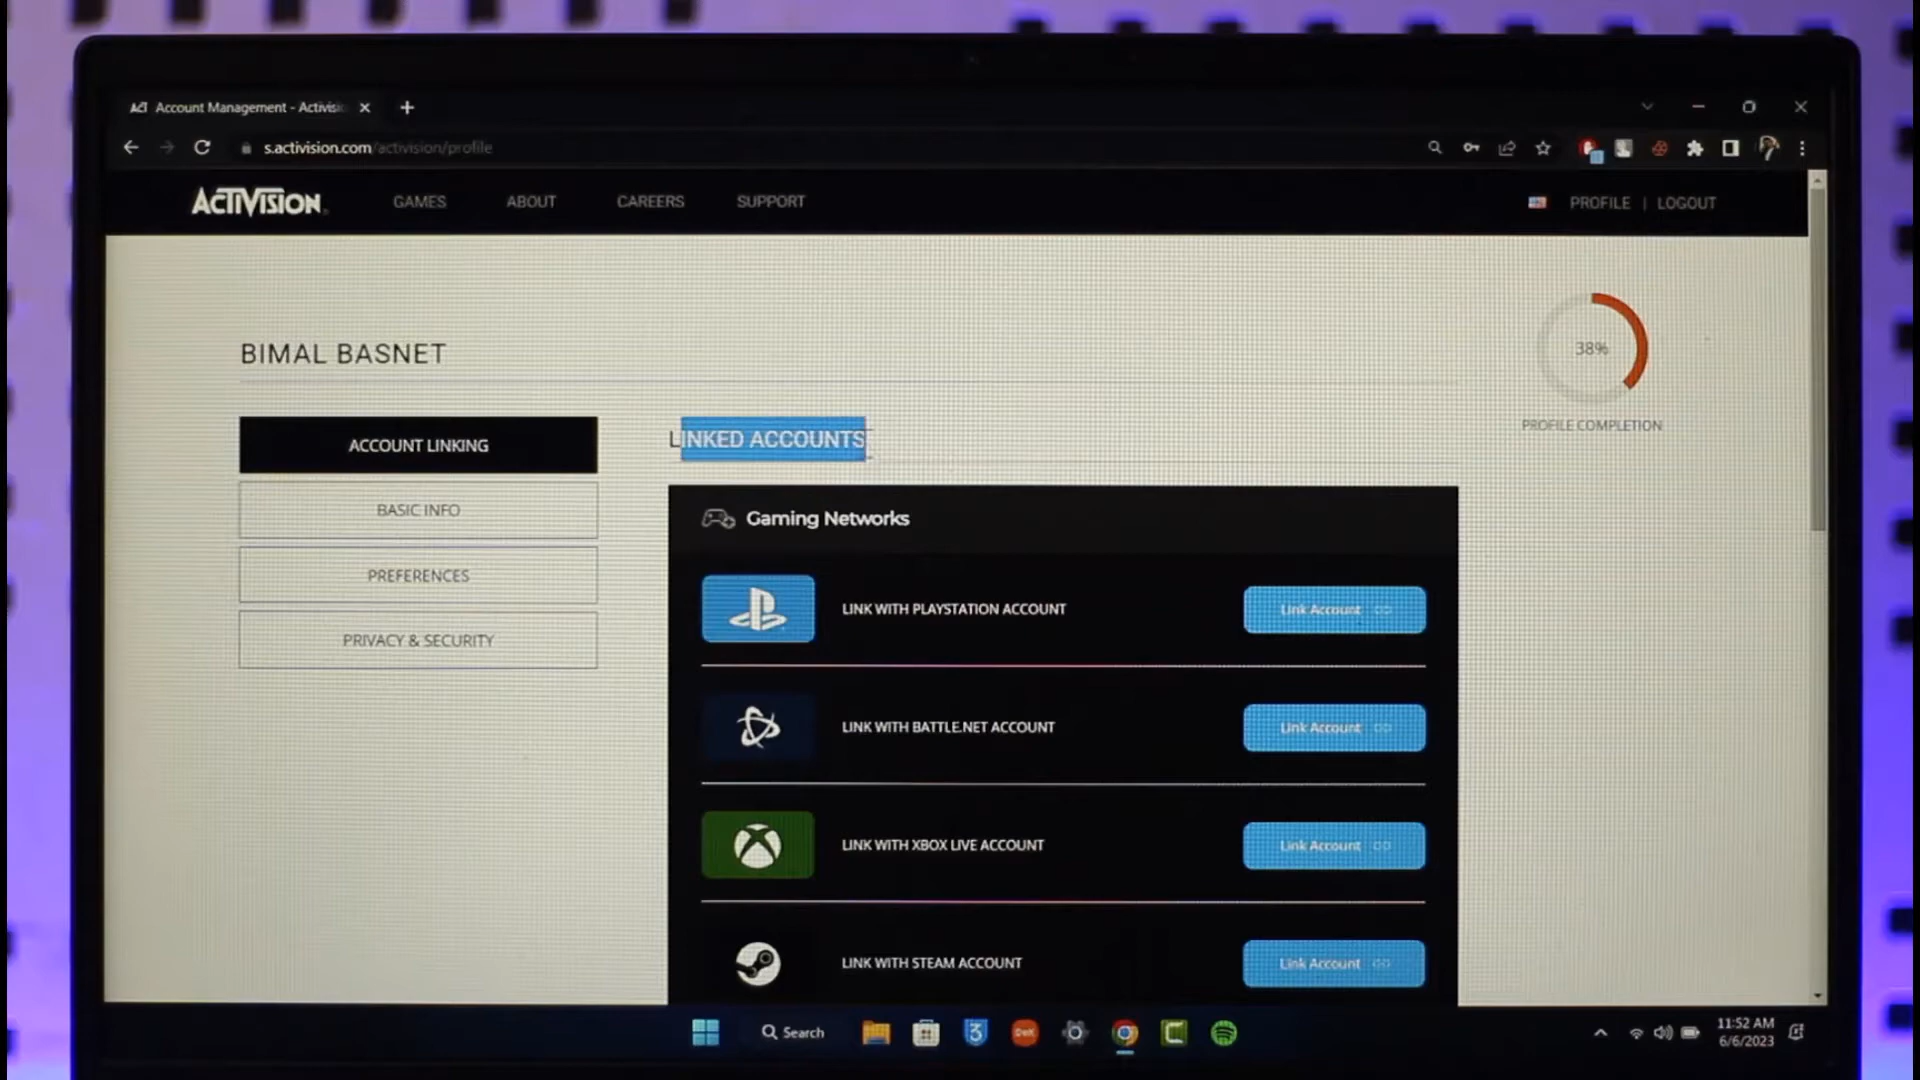 Account Management - Activisi
s.activision.com/activision/profile
ACTIVISION
GAMES
ABOUT
CAREERS
SUPPORT
PROFILE | LOGOUT
38%
PROFILE COMPLETION
BIMAL BASNET
ACCOUNT LINKING
BASIC INFO
PREFERENCES
PRIVACY & SECURITY
LINKED ACCOUNTS
Gaming Networks
LINK WITH PLAYSTATION ACCOUNT
Link Account
LINK WITH BATTLE.NET ACCOUNT
Link Account
LINK WITH XBOX LIVE ACCOUNT
Link Account
LINK WITH STEAM ACCOUNT
Link Account
Search
11:52 AM
6/6/2023